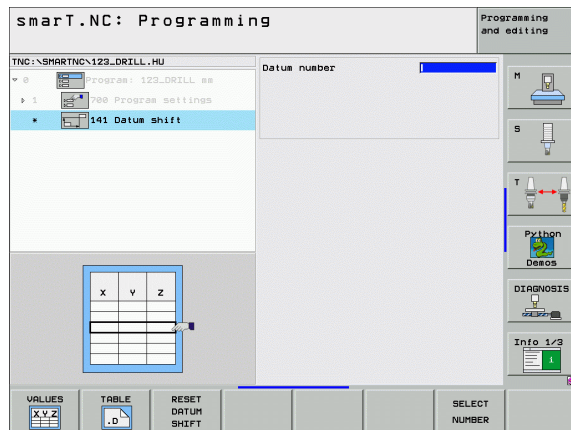 smarT.NC: Programming
Programming
and editing
TNC:\SMARTNC\123_DRILL.HU
0 Program: 123_DRILL mm
1 700 Program settings
* 141 Datum shift
Datum number
X Y Z
M
S
T
Python
Demos
DIAGNOSIS
Info 1/3
i
VALUES
X Y Z
TABLE
.D
RESET
DATUM
SHIFT
SELECT
NUMBER